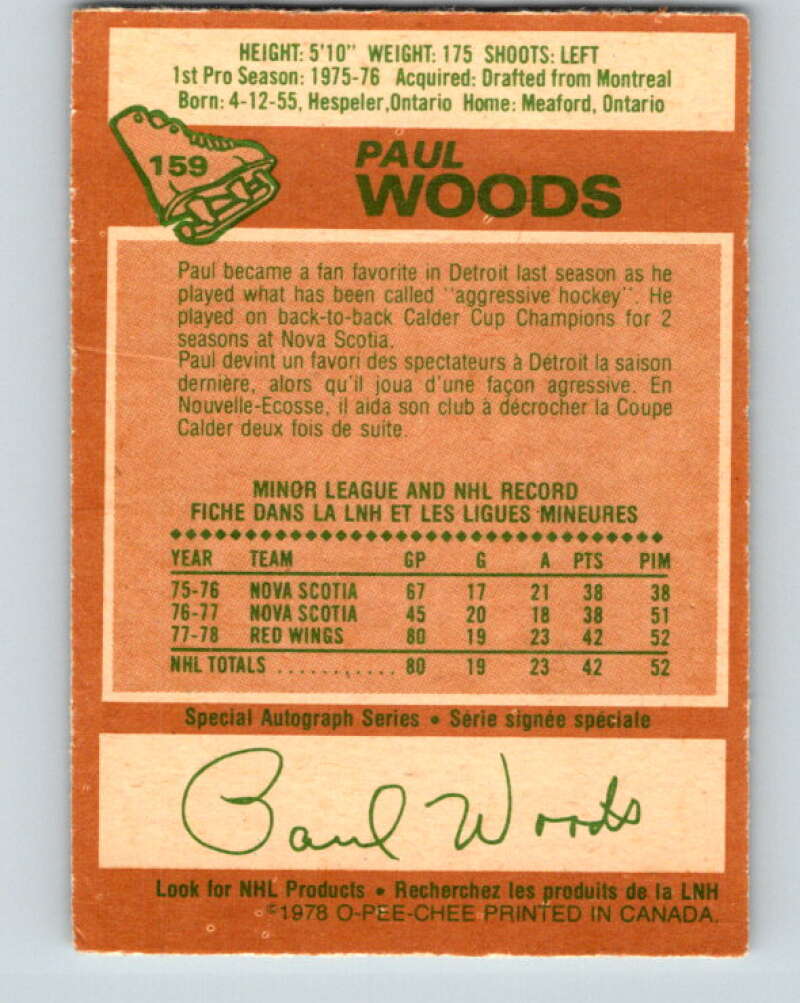 HEIGHT: 5'10" WEIGHT: 175 SHOOTS: LEFT
1st Pro Season: 1975-76 Acquired: Drafted from Montreal
Born: 4-12-55, Hespeler, Ontario Home: Meaford, Ontario
159
PAUL
WOODS
Paul became a fan favorite in Detroit last season as he
played what has been called "aggressive hockey". He
played on back-to-back Calder Cup Champions for 2
seasons at Nova Scotia.
Paul devint un favori des spectateurs à Détroit la saison
dernière, alors qu'il joua d'une façon agressive. En
Nouvelle-Ecosse, il aida son club à décrocher la Coupe
Calder deux fois de suite.
MINOR LEAGUE AND NHL RECORD
FICHE DANS LA LNH ET LES LIGUES MINEURES
YEAR TEAM GP G A PTS PIM
75-76 NOVA SCOTIA 67 17 21 38 38
76-77 NOVA SCOTIA 45 20 18 38 51
77-78 RED WINGS 80 19 23 42 52
NHL TOTALS ............ 80 19 23 42 52
Special Autograph Series • Série signée spéciale
Paul Woods
Look for NHL Products • Recherchez les produits de la LNH
©1978 O-PEE-CHEE PRINTED IN CANADA.